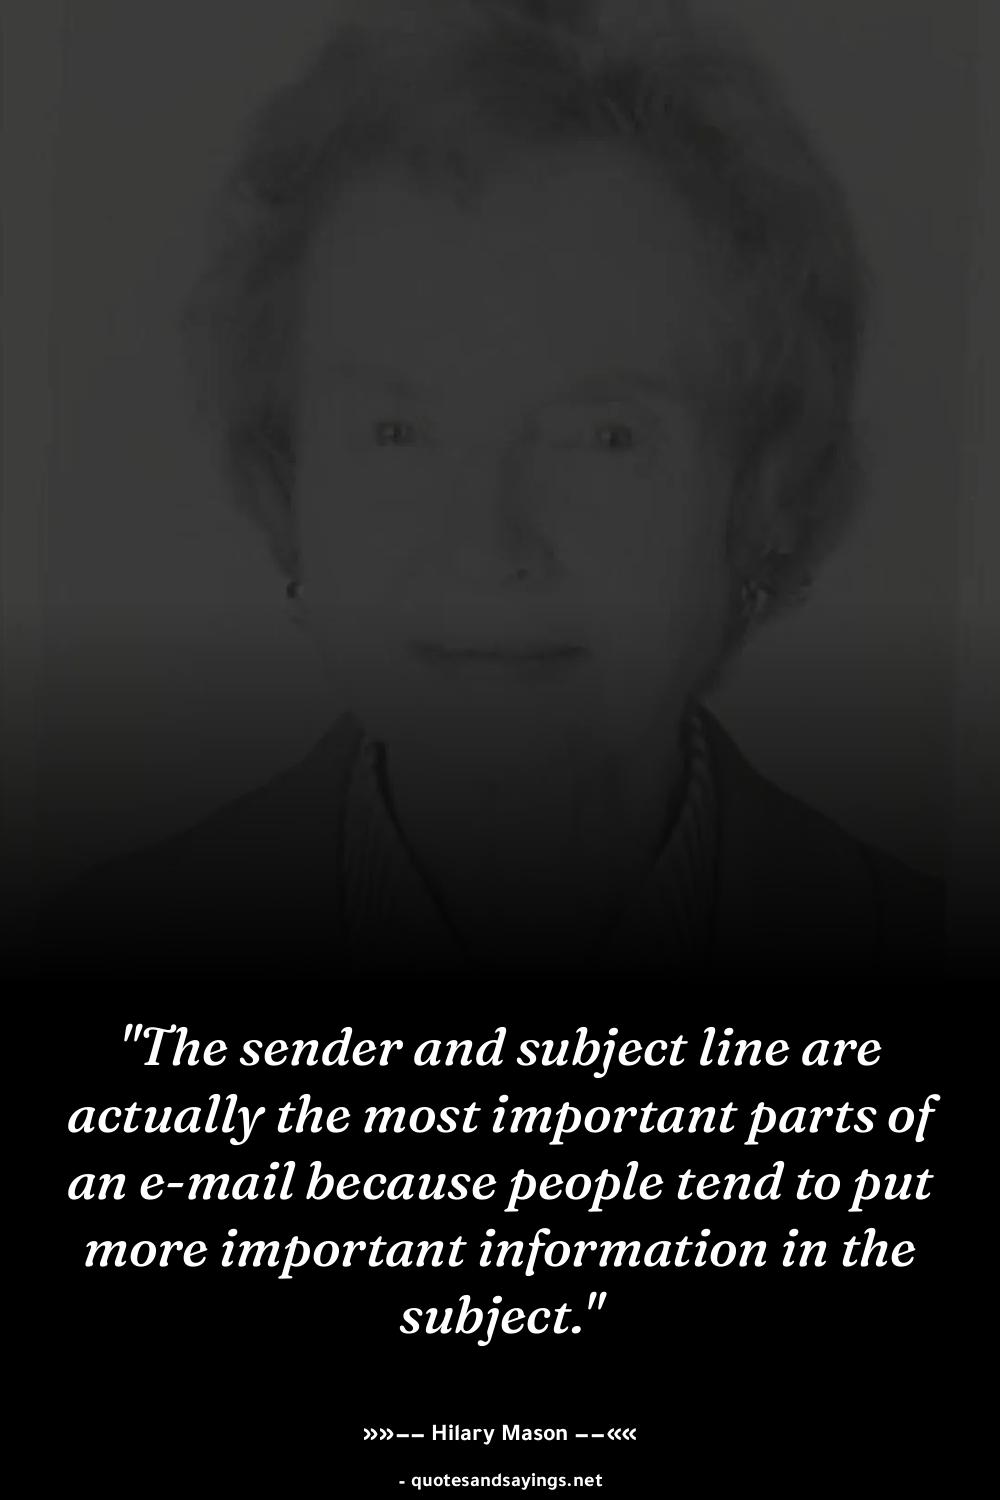 "The sender and subject line are
actually the most important parts of
an e-mail because people tend to put
more important information in the
subject."
»»–– Hilary Mason ––««
- quotesandsayings.net